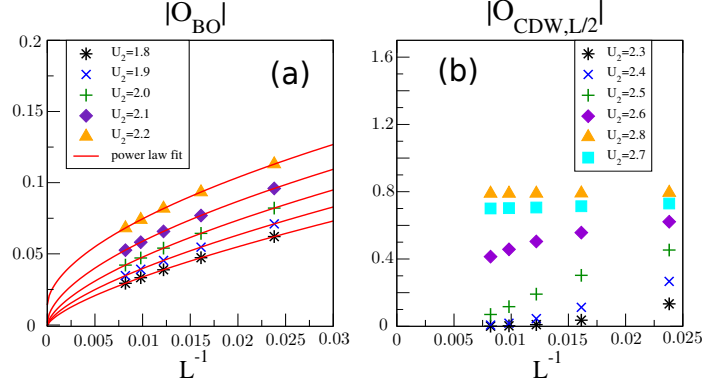 |O_BO|
(a)
U_2=1.8
U_2=1.9
U_2=2.0
U_2=2.1
U_2=2.2
power law fit
0.2
0.15
0.1
0.05
0
0 0.005 0.01 0.015 0.02 0.025 0.03
L^-1
|O_CDW,L/2|
(b)
U_2=2.3
U_2=2.4
U_2=2.5
U_2=2.6
U_2=2.8
U_2=2.7
1.6
1.2
0.8
0.4
0
0 0.005 0.01 0.015 0.02 0.025
L^-1